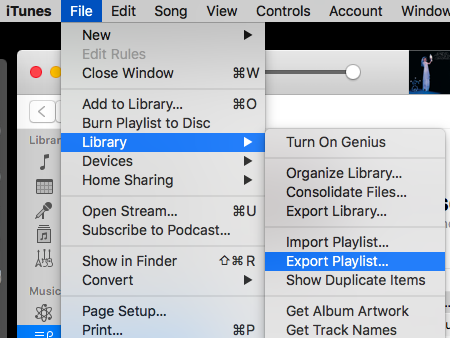 iTunes File Edit Song View Controls Account Window
New
Edit Rules
Close Window ⌘W
Add to Library... ⌘O
Burn Playlist to Disc
Library
Devices
Home Sharing
Open Stream... ⌘U
Subscribe to Podcast...
Show in Finder ⇧⌘R
Convert
Page Setup...
Print... ⌘P
Turn On Genius
Organize Library...
Consolidate Files...
Export Library...
Import Playlist...
Export Playlist...
Show Duplicate Items
Get Album Artwork
Get Track Names
Librar
Music